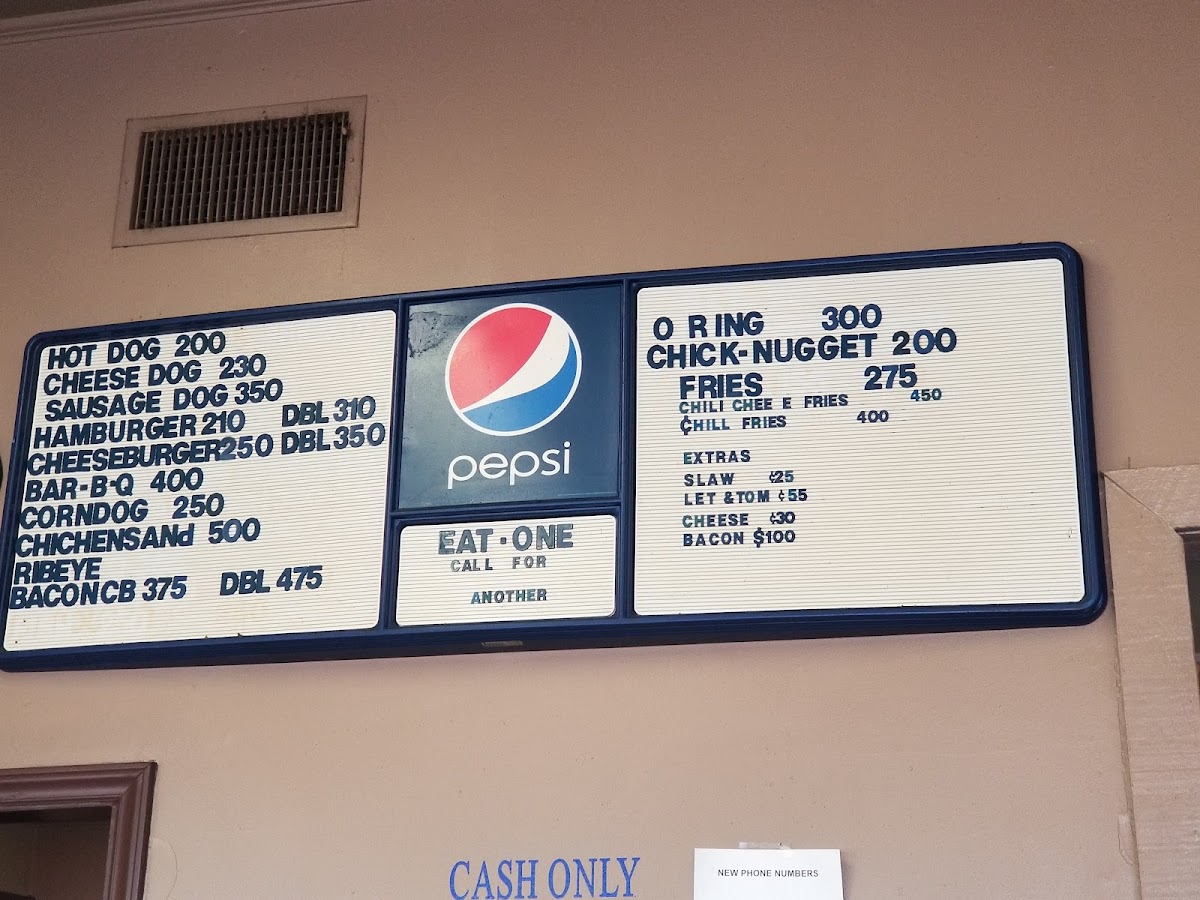 HOT DOG 200
CHEESE DOG 230
SAUSAGE DOG 350
HAMBURGER 210 DBL 310
CHEESEBURGER 250 DBL 350
BAR-B-Q 400
CORNDOG 250
CHICHENSANd 500
RIBEYE
BACONCB 375 DBL 475
pepsi
EAT-ONE
CALL FOR
ANOTHER
O RING 300
CHICK-NUGGET 200
FRIES 275
CHILI CHEE E FRIES 450
CHILL FRIES 400
EXTRAS
SLAW ¢25
LET &TOM ¢55
CHEESE ¢30
BACON $100
CASH ONLY
NEW PHONE NUMBERS